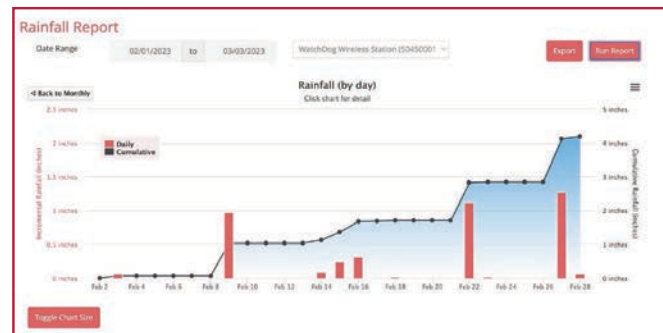 Rainfall Report
Date Range
02/01/2023 to 03/03/2023
WatchDog Wireless Station (50450001
Export
Run Report
Back to Monthly
Rainfall (by day)
Click chart for detail
2.5 inches
2 inches
1.5 inches
1 inches
0.5 inches
0 inches
Incremental Rainfall (inches)
Daily
Cumulative
5 inches
4 inches
3 inches
2 inches
1 inches
0 inches
Cumulative Rainfall (inches)
Feb 2 Feb 4 Feb 6 Feb 8 Feb 10 Feb 12 Feb 14 Feb 16 Feb 18 Feb 20 Feb 22 Feb 24 Feb 26 Feb 28
Toggle Chart Size